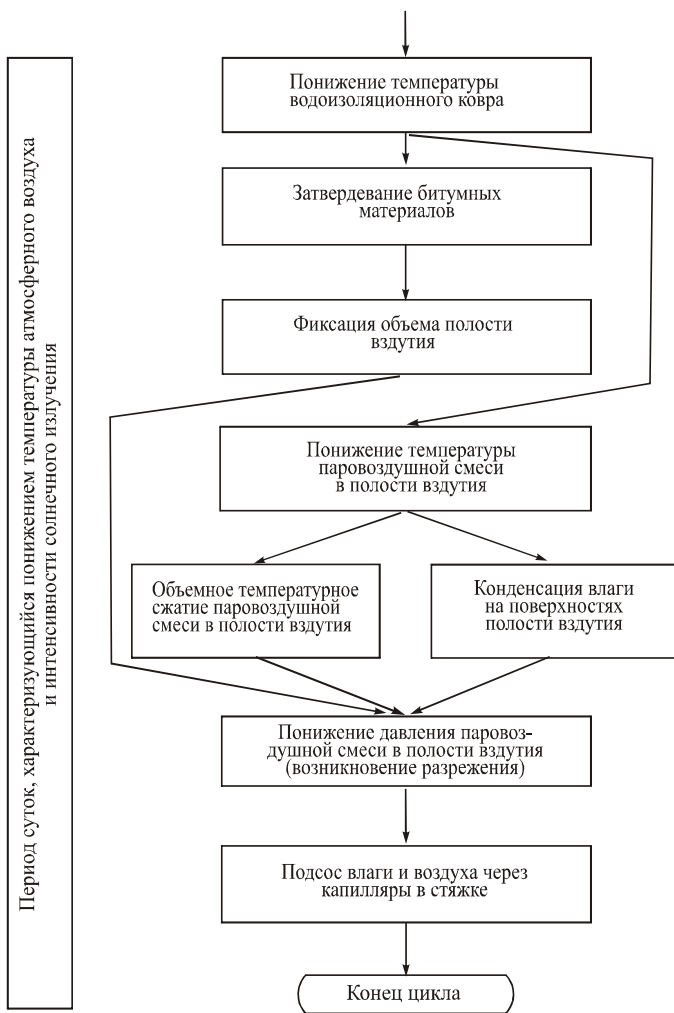 Период суток, характеризующийся понижением температуры атмосферного воздуха
и интенсивности солнечного излучения
Понижение температуры
водоизоляционного ковра
Затвердевание битумных
материалов
Фиксация объема полости
вздутия
Понижение температуры
паровоздушной смеси
в полости вздутия
Объемное температурное
сжатие паровоздушной
смеси в полости вздутия
Конденсация влаги
на поверхностях
полости вздутия
Понижение давления паровоз-
душной смеси в полости вздутия
(возникновение разрежения)
Подсос влаги и воздуха через
капилляры в стяжке
Конец цикла